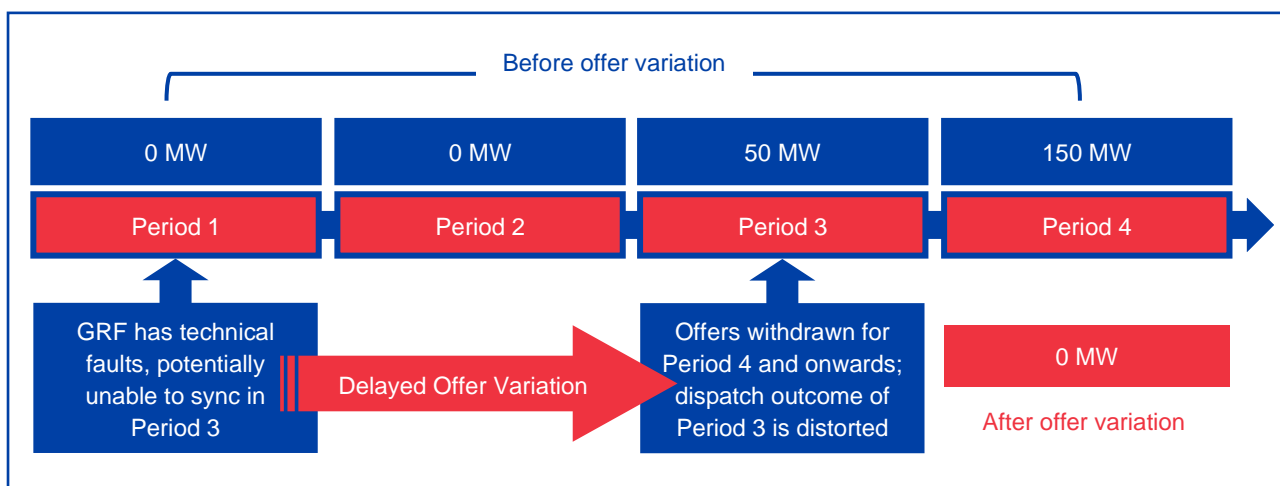 Before offer variation
0 MW
0 MW
50 MW
150 MW
Period 1
Period 2
Period 3
Period 4
GRF has technical
faults, potentially
unable to sync in
Period 3
Delayed Offer Variation
Offers withdrawn for
Period 4 and onwards;
dispatch outcome of
Period 3 is distorted
0 MW
After offer variation